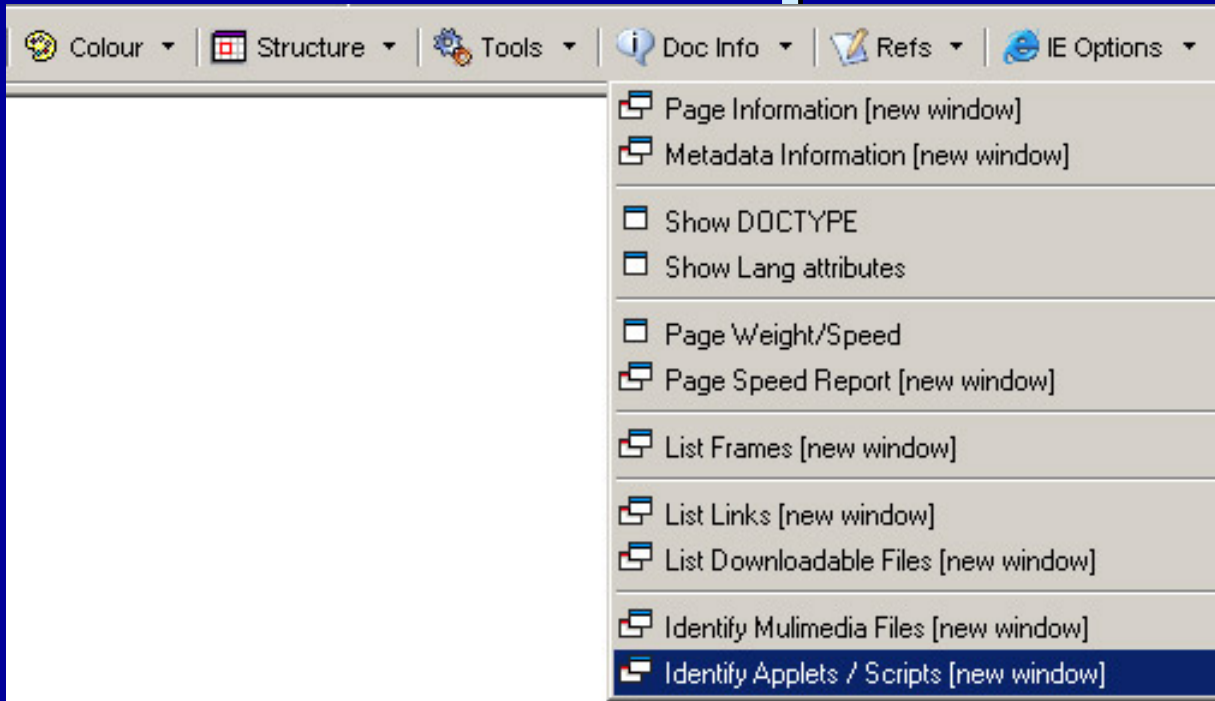 Colour Structure Tools Doc Info Refs IE Options
Page Information [new window]
Metadata Information [new window]
Show DOCTYPE
Show Lang attributes
Page Weight/Speed
Page Speed Report [new window]
List Frames [new window]
List Links [new window]
List Downloadable Files [new window]
Identify Mulimedia Files [new window]
Identify Applets / Scripts [new window]